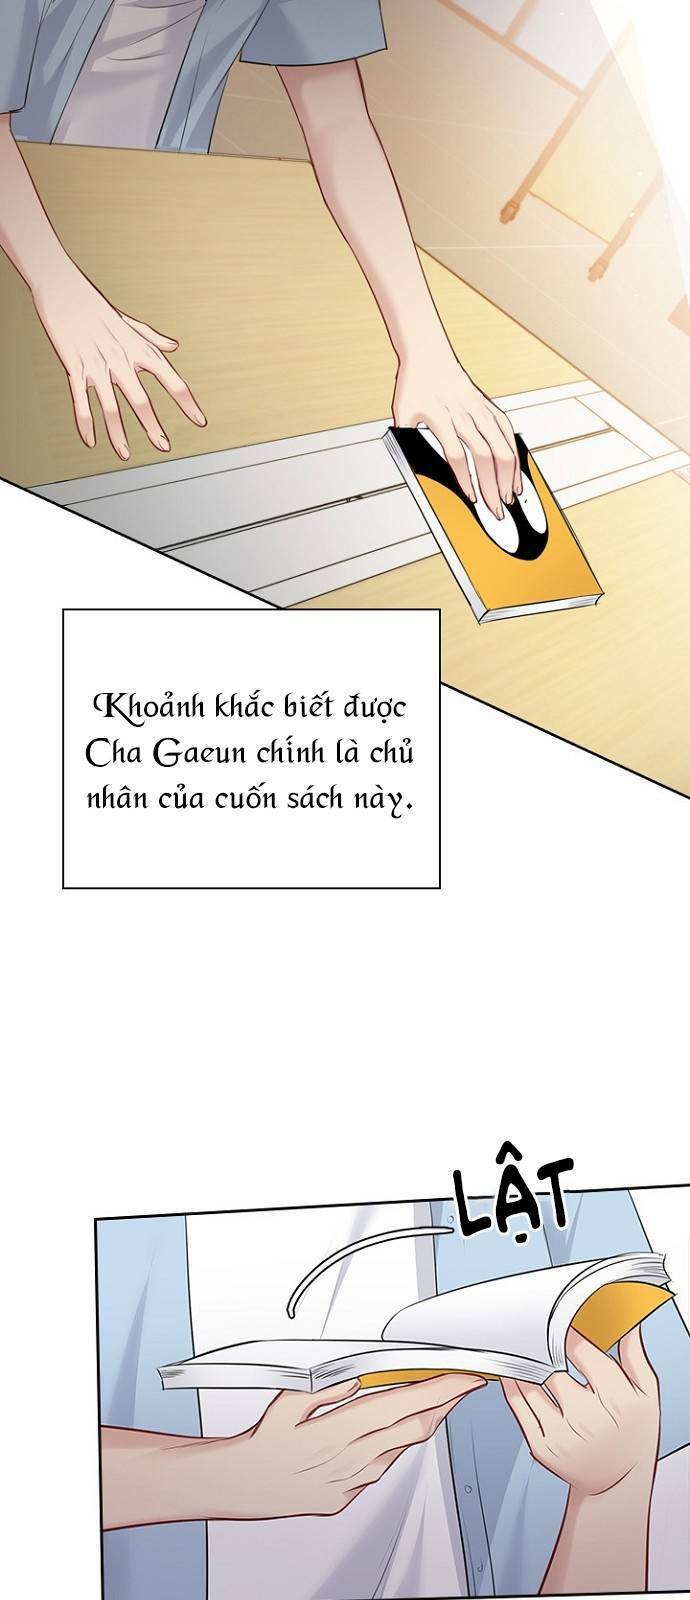 Khoảnh khắc biết được
Cha Gaeun chính là chủ
nhân của cuốn sách này.
LẬT